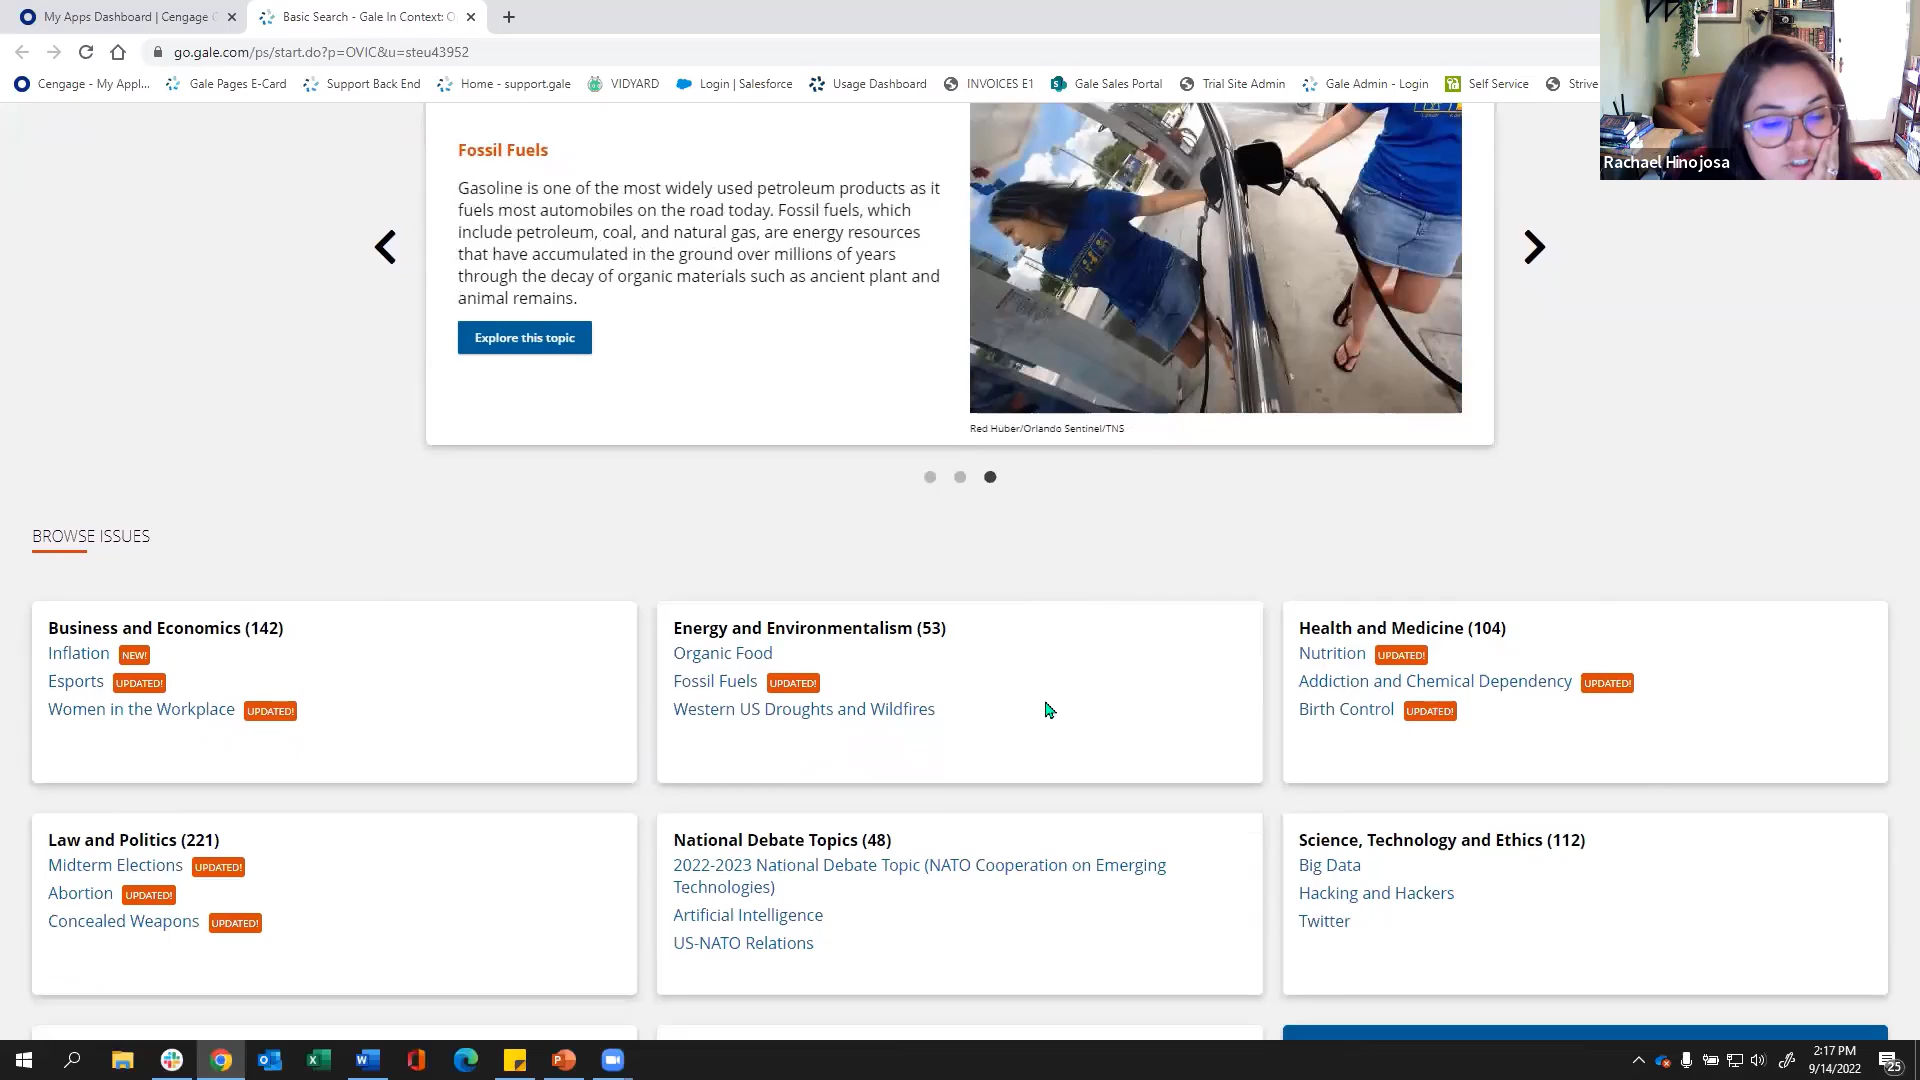 My Apps Dashboard | Cengage
Basic Search - Gale In Context: O
go.gale.com/ps/start.do?p=OVIC&u=steu43952
Cengage - My Appl...
Gale Pages E-Card
Support Back End
Home - support.gale
VIDYARD
Login | Salesforce
Usage Dashboard
INVOICES E1
Gale Sales Portal
Trial Site Admin
Gale Admin - Login
Self Service
Strive
Rachael Hinojosa
Fossil Fuels
Gasoline is one of the most widely used petroleum products as it
fuels most automobiles on the road today. Fossil fuels, which
include petroleum, coal, and natural gas, are energy resources
that have accumulated in the ground over millions of years
through the decay of organic materials such as ancient plant and
animal remains.
Explore this topic
Red Huber/Orlando Sentinel/TNS
BROWSE ISSUES
Business and Economics (142)
Inflation NEW!
Esports UPDATED!
Women in the Workplace UPDATED!
Energy and Environmentalism (53)
Organic Food
Fossil Fuels UPDATED!
Western US Droughts and Wildfires
Health and Medicine (104)
Nutrition UPDATED!
Addiction and Chemical Dependency UPDATED!
Birth Control UPDATED!
Law and Politics (221)
Midterm Elections UPDATED!
Abortion UPDATED!
Concealed Weapons UPDATED!
National Debate Topics (48)
2022-2023 National Debate Topic (NATO Cooperation on Emerging
Technologies)
Artificial Intelligence
US-NATO Relations
Science, Technology and Ethics (112)
Big Data
Hacking and Hackers
Twitter
2:17 PM
9/14/2022
25